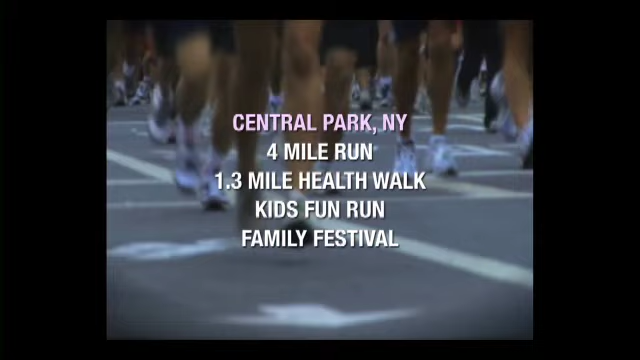 CENTRAL PARK, NY
4 MILE RUN
1.3 MILE HEALTH WALK
KIDS FUN RUN
FAMILY FESTIVAL